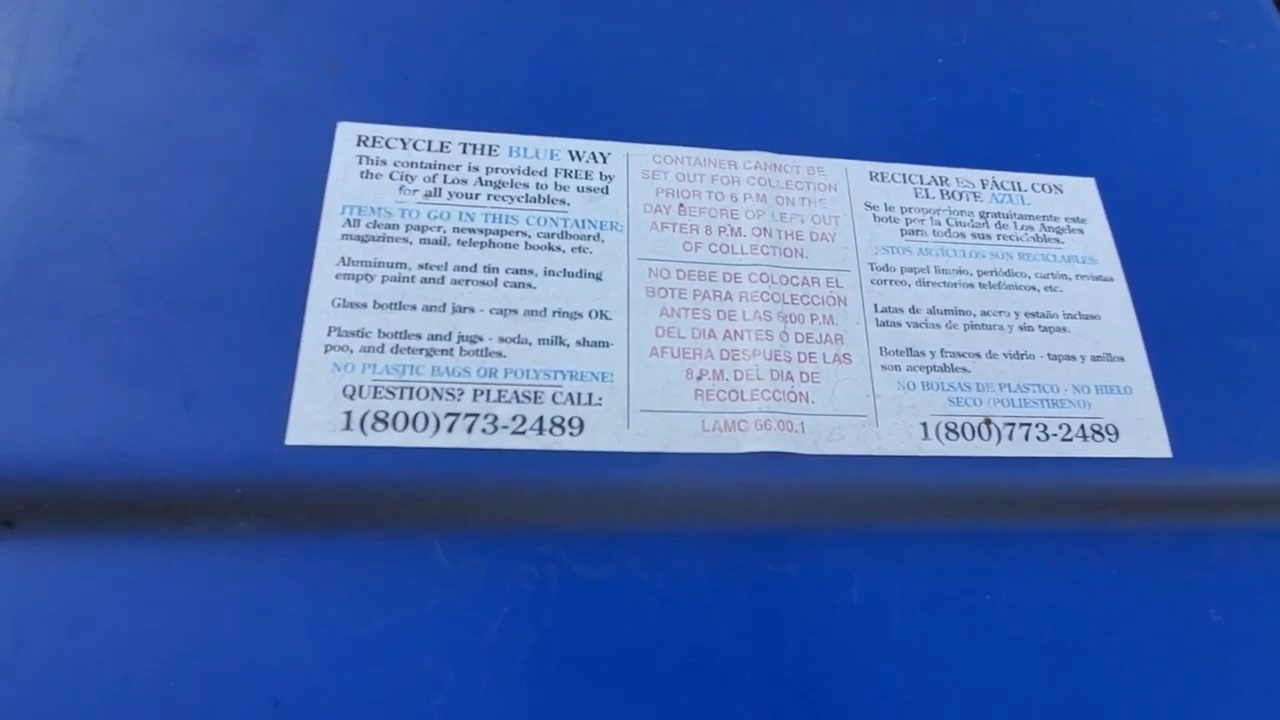 RECYCLE THE BLUE WAY
This container is provided FREE by
the City of Los Angeles to be used
for all your recyclables.
ITEMS TO GO IN THIS CONTAINER:
All clean paper, newspapers, cardboard,
magazines, mail, telephone books, etc.
Aluminum, steel and tin cans, including
empty paint and aerosol cans.
Glass bottles and jars - caps and rings OK.
Plastic bottles and jugs - soda, milk, sham-
poo, and detergent bottles.
NO PLASTIC BAGS OR POLYSTYRENE!
QUESTIONS? PLEASE CALL:
1(800)773-2489
CONTAINER CANNOT BE
SET OUT FOR COLLECTION
PRIOR TO 6 P.M ON THE
DAY BEFORE OR LEFT OUT
AFTER 8 P.M. ON THE DAY
OF COLLECTION.
NO DEBE DE COLOCAR EL
BOTE PARA RECOLECCIÓN
ANTES DE LAS 6:00 P.M.
DEL DIA ANTES O DEJAR
AFUERA DESPUES DE LAS
8 P.M. DEL DIA DE
RECOLECCIÓN.
LAMC 66.00.1
RECICLAR ES FÁCIL CON
EL BOTE AZUL
Se le proporciona gratuitamente este
bote por la Ciudad de Los Angeles
para todos sus reciclables.
ESTOS ARTÍCULOS SON RECICLABLES:
Todo papel limpio, periódico, cartón, revistas
correo, directorios telefónicos, etc.
Latas de alumino, acero y estaño incluso
latas vacías de pintura y sin tapas.
Botellas y frascos de vidrio - tapas y anillos
son aceptables.
NO BOLSAS DE PLASTICO - NO HIELO
SECO (POLIESTIRENO)
1(800)773-2489